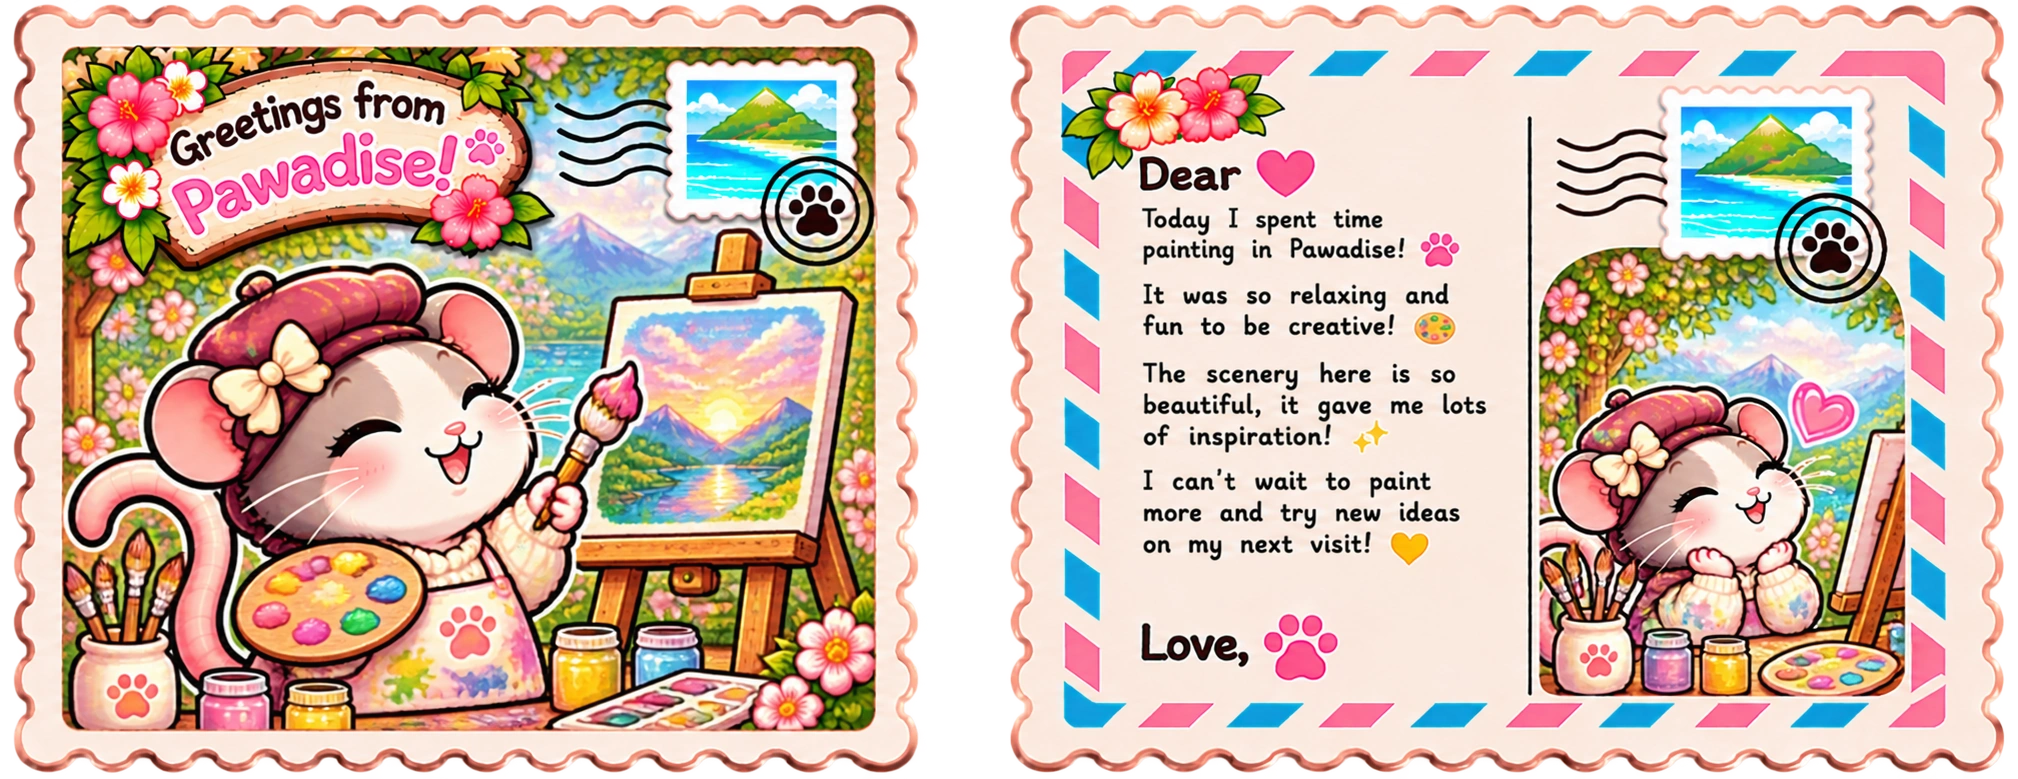 Greetings from
Pawadise!
Dear
Today I spent time
painting in Pawadise!
It was so relaxing and
fun to be creative!
The scenery here is so
beautiful, it gave me lots
of inspiration!
I can't wait to paint
more and try new ideas
on my next visit!
Love,